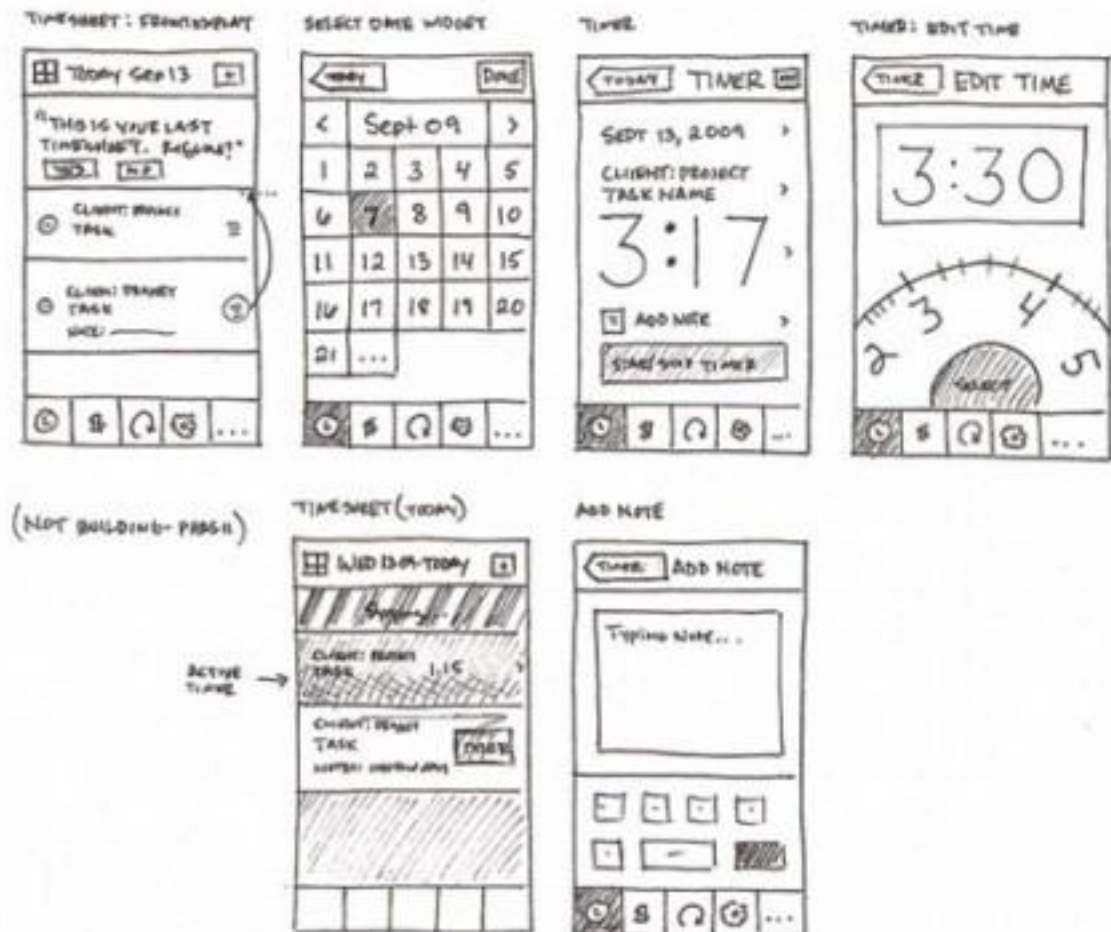 TIMESHEET:
TODAY SEP 13
"THIS IS YOUR LAST
TIMESHEET.
CLIENT: PROJECT
TASK
CLIENT: PROJECT
TASK
NOTE:
...
SELECT DATE WIDGET
TODAY
DONE
< Sept 09 >
1 2 3 4 5
6 7 8 9 10
11 12 13 14 15
16 17 18 19 20
21 ...
...
TIMER
TODAY TIMER
SEPT 13, 2009 >
CLIENT: PROJECT
TASK NAME >
3:17 >
ADD NOTE >
START/STOP TIMER
...
TIMER: EDIT TIME
TIMER EDIT TIME
3:30
2 3 4 5
SELECT
...
(NOT BUILDING-
TIMESHEET (TODAY)
WED 13-09-TODAY
ACTIVE
TIMER
CLIENT: PROJECT
TASK 1.15 >
CLIENT: PROJECT
TASK
ADD NOTE
TIMER ADD NOTE
Typing Note...
...